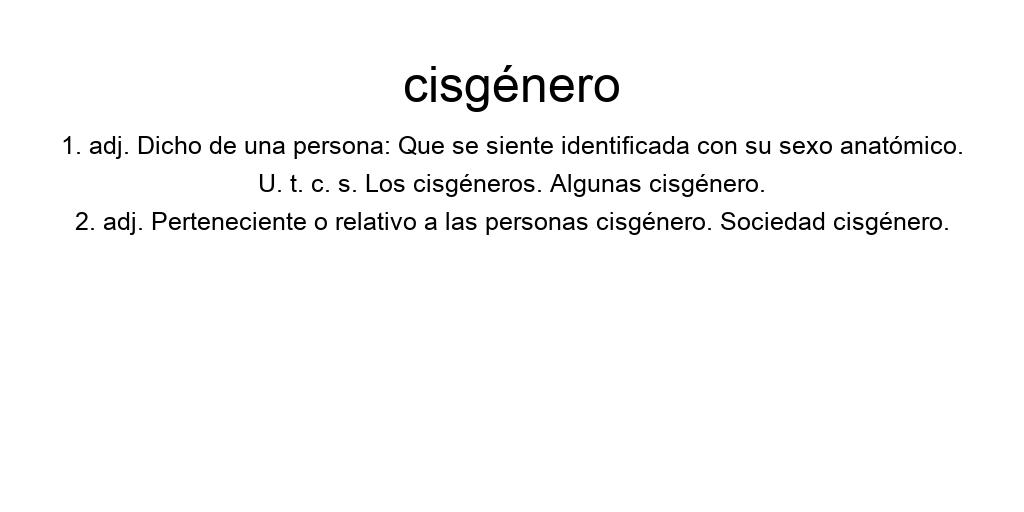 cisgénero
1. adj. Dicho de una persona: Que se siente identificada con su sexo anatómico.
U. t. c. s. Los cisgéneros. Algunas cisgénero.
2. adj. Perteneciente o relativo a las personas cisgénero. Sociedad cisgénero.